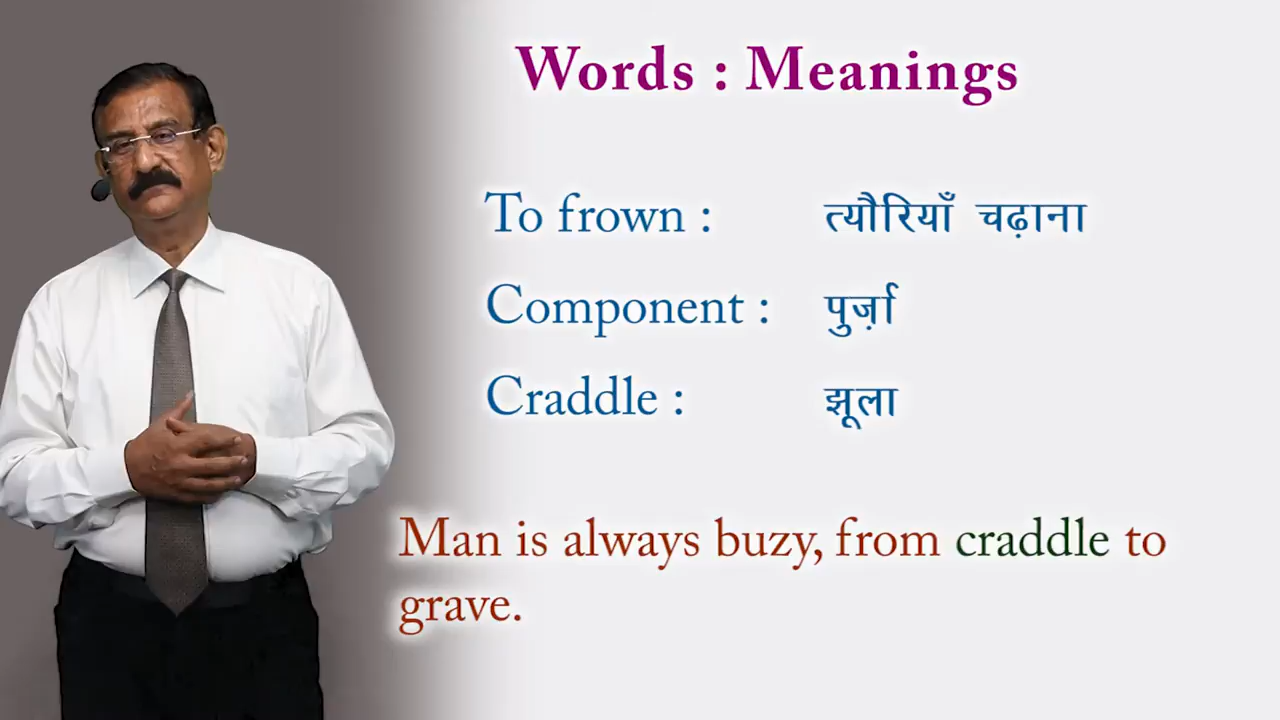 Words : Meanings
To frown : त्यौरियाँ चढ़ाना
Component : पुर्ज़ा
Craddle : झूला
Man is always buzy, from craddle to
grave.